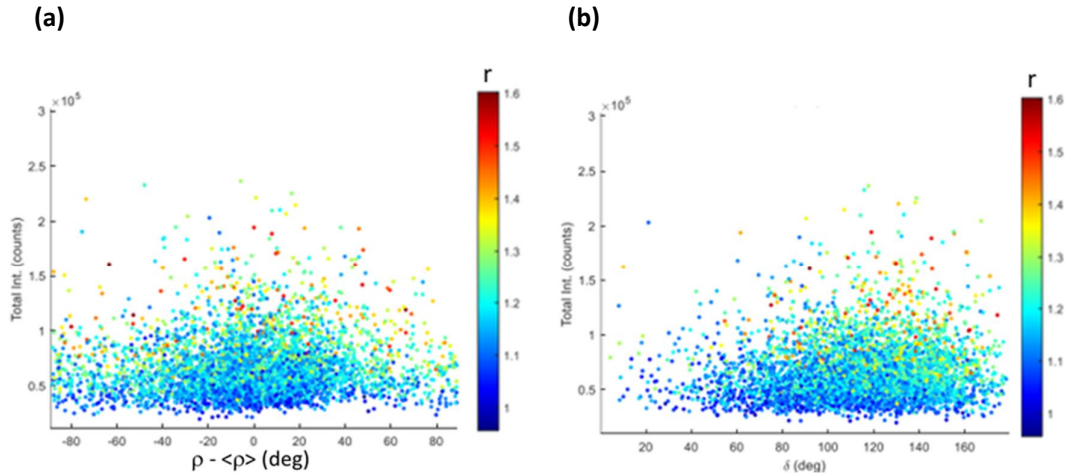 (a)
(b)
r
r
×10⁵
×10⁵
3
2.5
2
1.5
1
0.5
Total Int. (counts)
-80 -60 -40 -20 0 20 40 60 80
ρ - <ρ> (deg)
1.6
1.5
1.4
1.3
1.2
1.1
1
3
2.5
2
1.5
1
0.5
Total Int. (counts)
20 40 60 80 100 120 140 160
δ (deg)
1.6
1.5
1.4
1.3
1.2
1.1
1